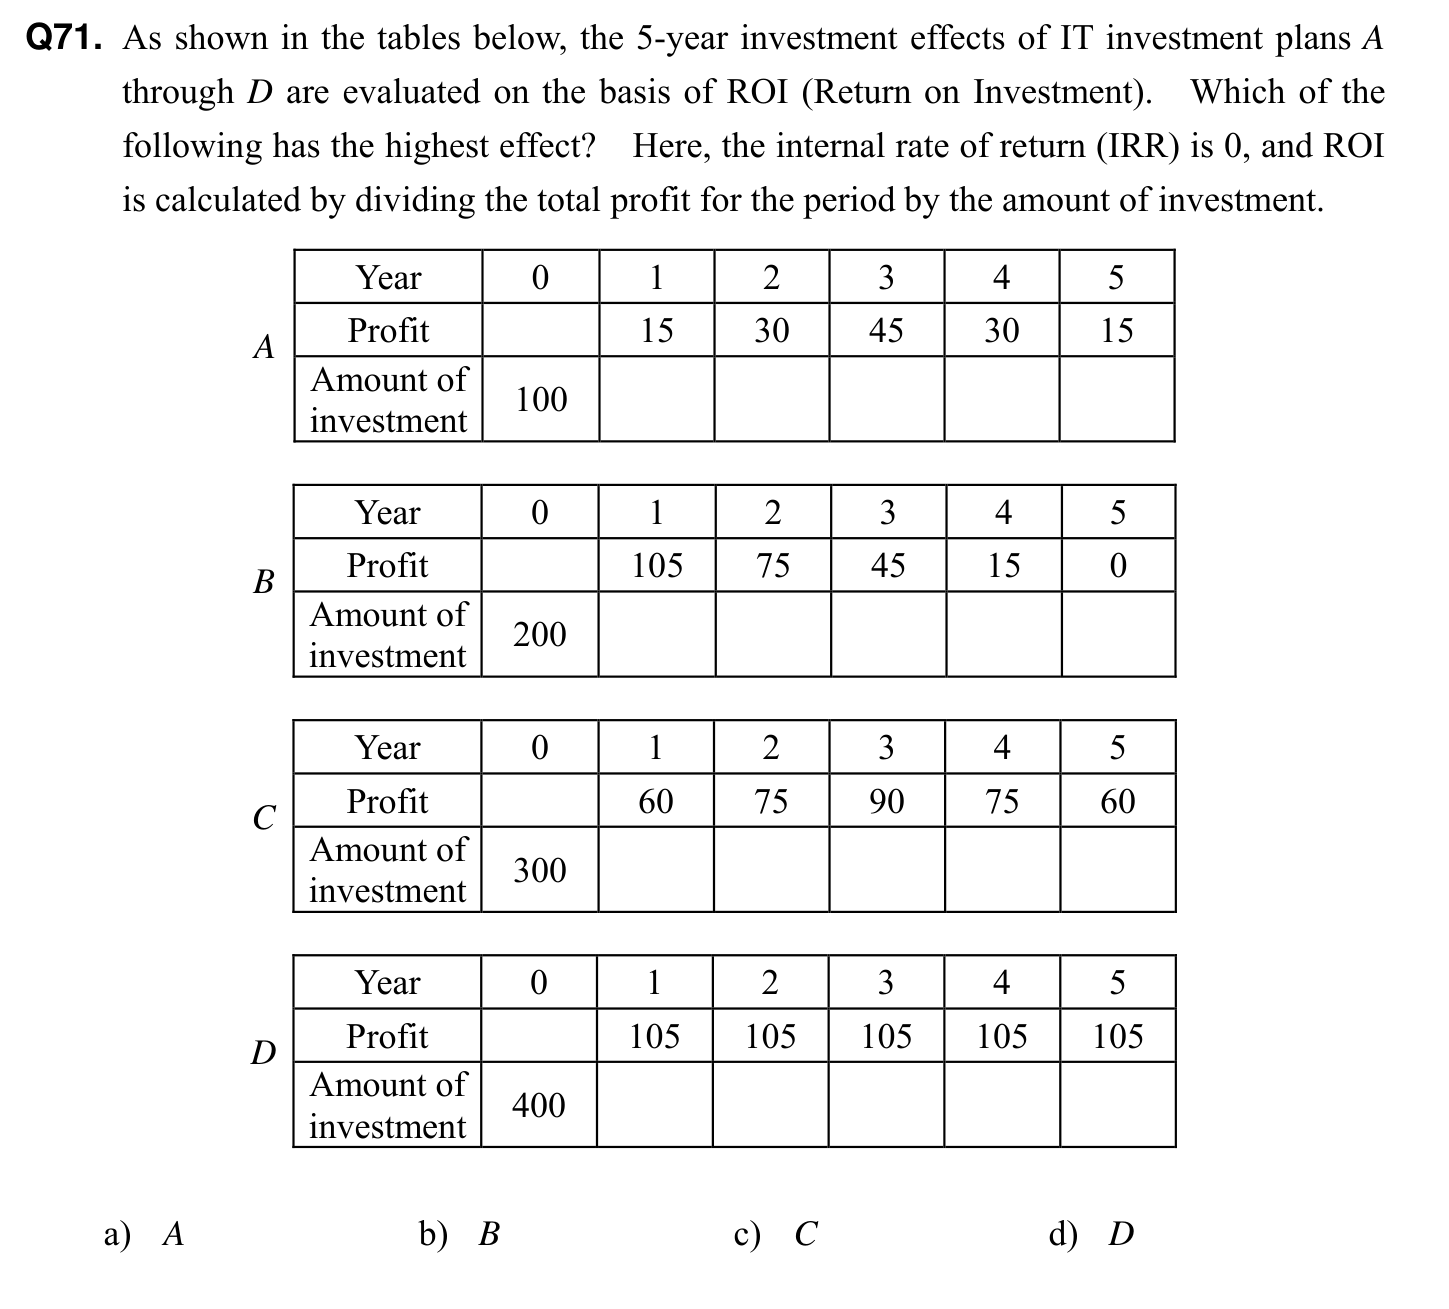 Q71. As shown in the tables below, the 5-year investment effects of IT investment plans A
through D are evaluated on the basis of ROI (Return on Investment). Which of the
following has the highest effect? Here, the internal rate of return (IRR) is 0, and ROI
is calculated by dividing the total profit for the period by the amount of investment.
A
Year 0 1 2 3 4 5
Profit 15 30 45 30 15
Amount of
investment 100
B
Year 0 1 2 3 4 5
Profit 105 75 45 15 0
Amount of
investment 200
C
Year 0 1 2 3 4 5
Profit 60 75 90 75 60
Amount of
investment 300
D
Year 0 1 2 3 4 5
Profit 105 105 105 105 105
Amount of
investment 400
a) A b) B c) C d) D